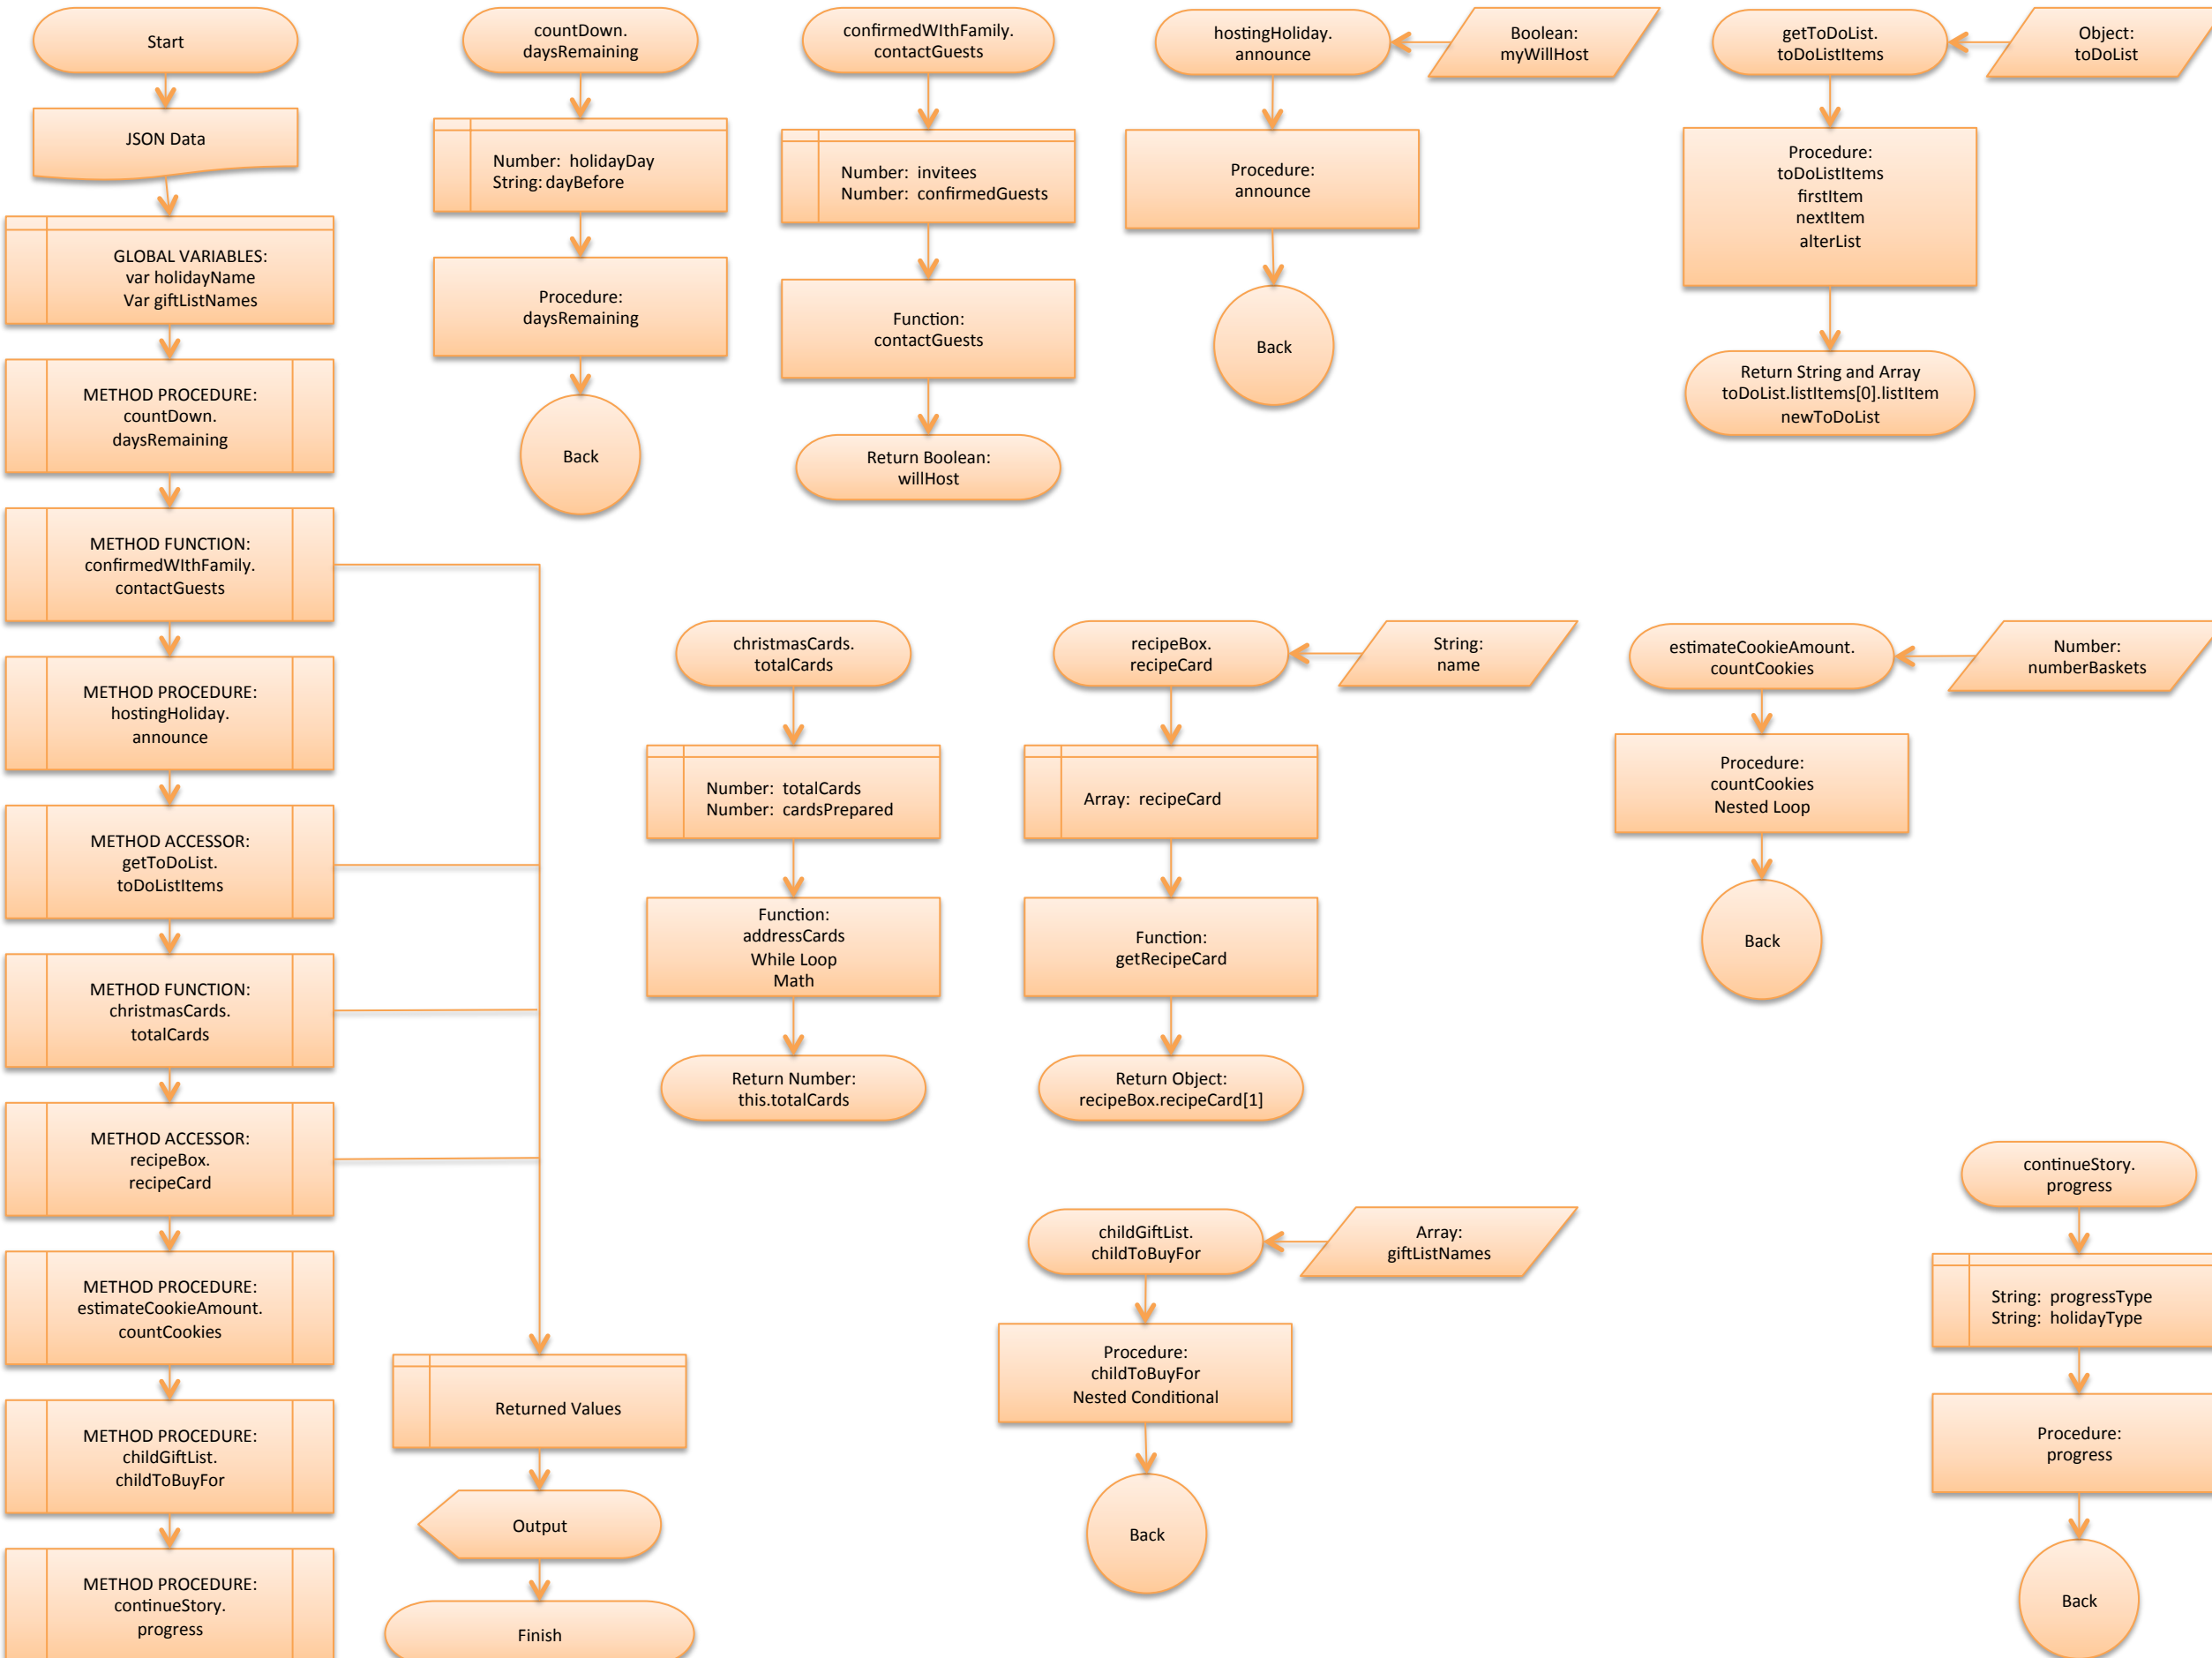 Start
JSON Data
GLOBAL VARIABLES:
var holidayName
Var giftListNames
METHOD PROCEDURE:
countDown.
daysRemaining
METHOD FUNCTION:
confirmedWIthFamily.
contactGuests
METHOD PROCEDURE:
hostingHoliday.
announce
METHOD ACCESSOR:
getToDoList.
toDoListItems
METHOD FUNCTION:
christmasCards.
totalCards
METHOD ACCESSOR:
recipeBox.
recipeCard
METHOD PROCEDURE:
estimateCookieAmount.
countCookies
METHOD PROCEDURE:
childGiftList.
childToBuyFor
METHOD PROCEDURE:
continueStory.
progress
countDown.
daysRemaining
Number: holidayDay
String: dayBefore
Procedure:
daysRemaining
Back
confirmedWIthFamily.
contactGuests
Number: invitees
Number: confirmedGuests
Function:
contactGuests
Return Boolean:
willHost
hostingHoliday.
announce
Boolean:
myWillHost
Procedure:
announce
Back
getToDoList.
toDoListItems
Object:
toDoList
Procedure:
toDoListItems
firstItem
nextItem
alterList
Return String and Array
toDoList.listItems[0].listItem
newToDoList
christmasCards.
totalCards
Number: totalCards
Number: cardsPrepared
Function:
addressCards
While Loop
Math
Return Number:
this.totalCards
recipeBox.
recipeCard
String:
name
Array: recipeCard
Function:
getRecipeCard
Return Object:
recipeBox.recipeCard[1]
estimateCookieAmount.
countCookies
Number:
numberBaskets
Procedure:
countCookies
Nested Loop
Back
childGiftList.
childToBuyFor
Array:
giftListNames
Procedure:
childToBuyFor
Nested Conditional
Back
continueStory.
progress
String: progressType
String: holidayType
Procedure:
progress
Back
Returned Values
Output
Finish